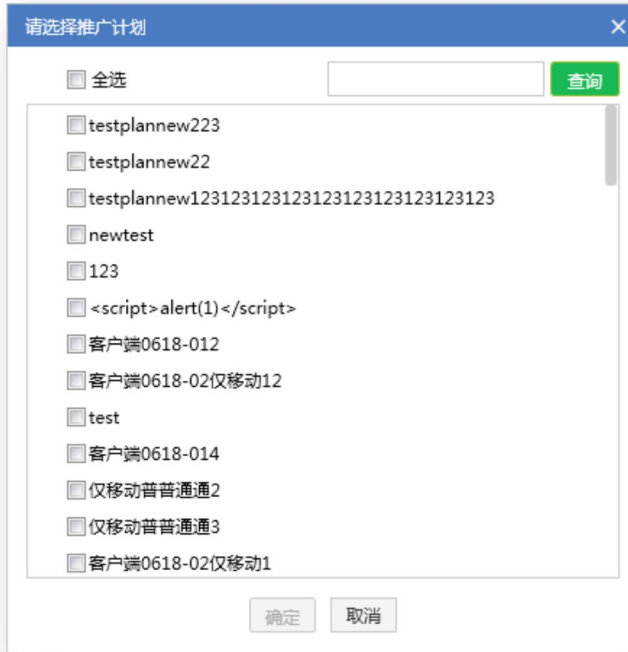 请选择推广计划
全选
查询
testplannew223
testplannew22
testplannew123123123123123123123123123123
newtest
123
<script>alert(1)</script>
客户端0618-012
客户端0618-02仅移动12
test
客户端0618-014
仅移动普普通通2
仅移动普普通通3
客户端0618-02仅移动1
确定
取消